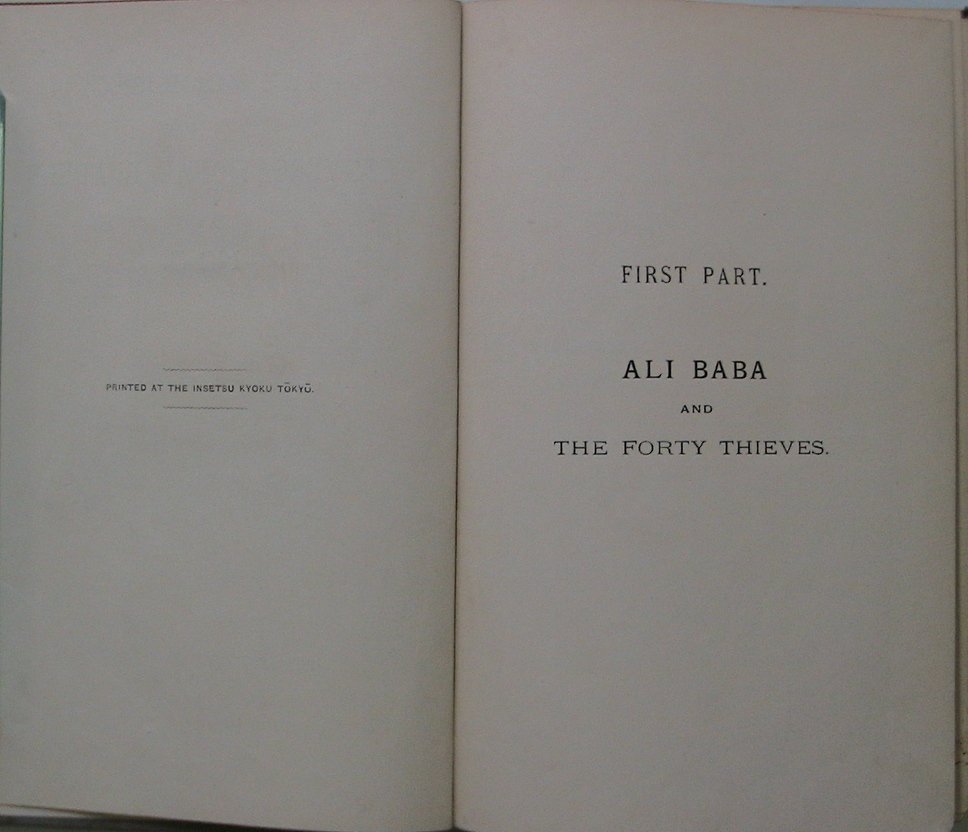 PRINTED AT THE INSETSU KYOKU TŌKYŌ.
FIRST PART.
ALI BABA
AND
THE FORTY THIEVES.